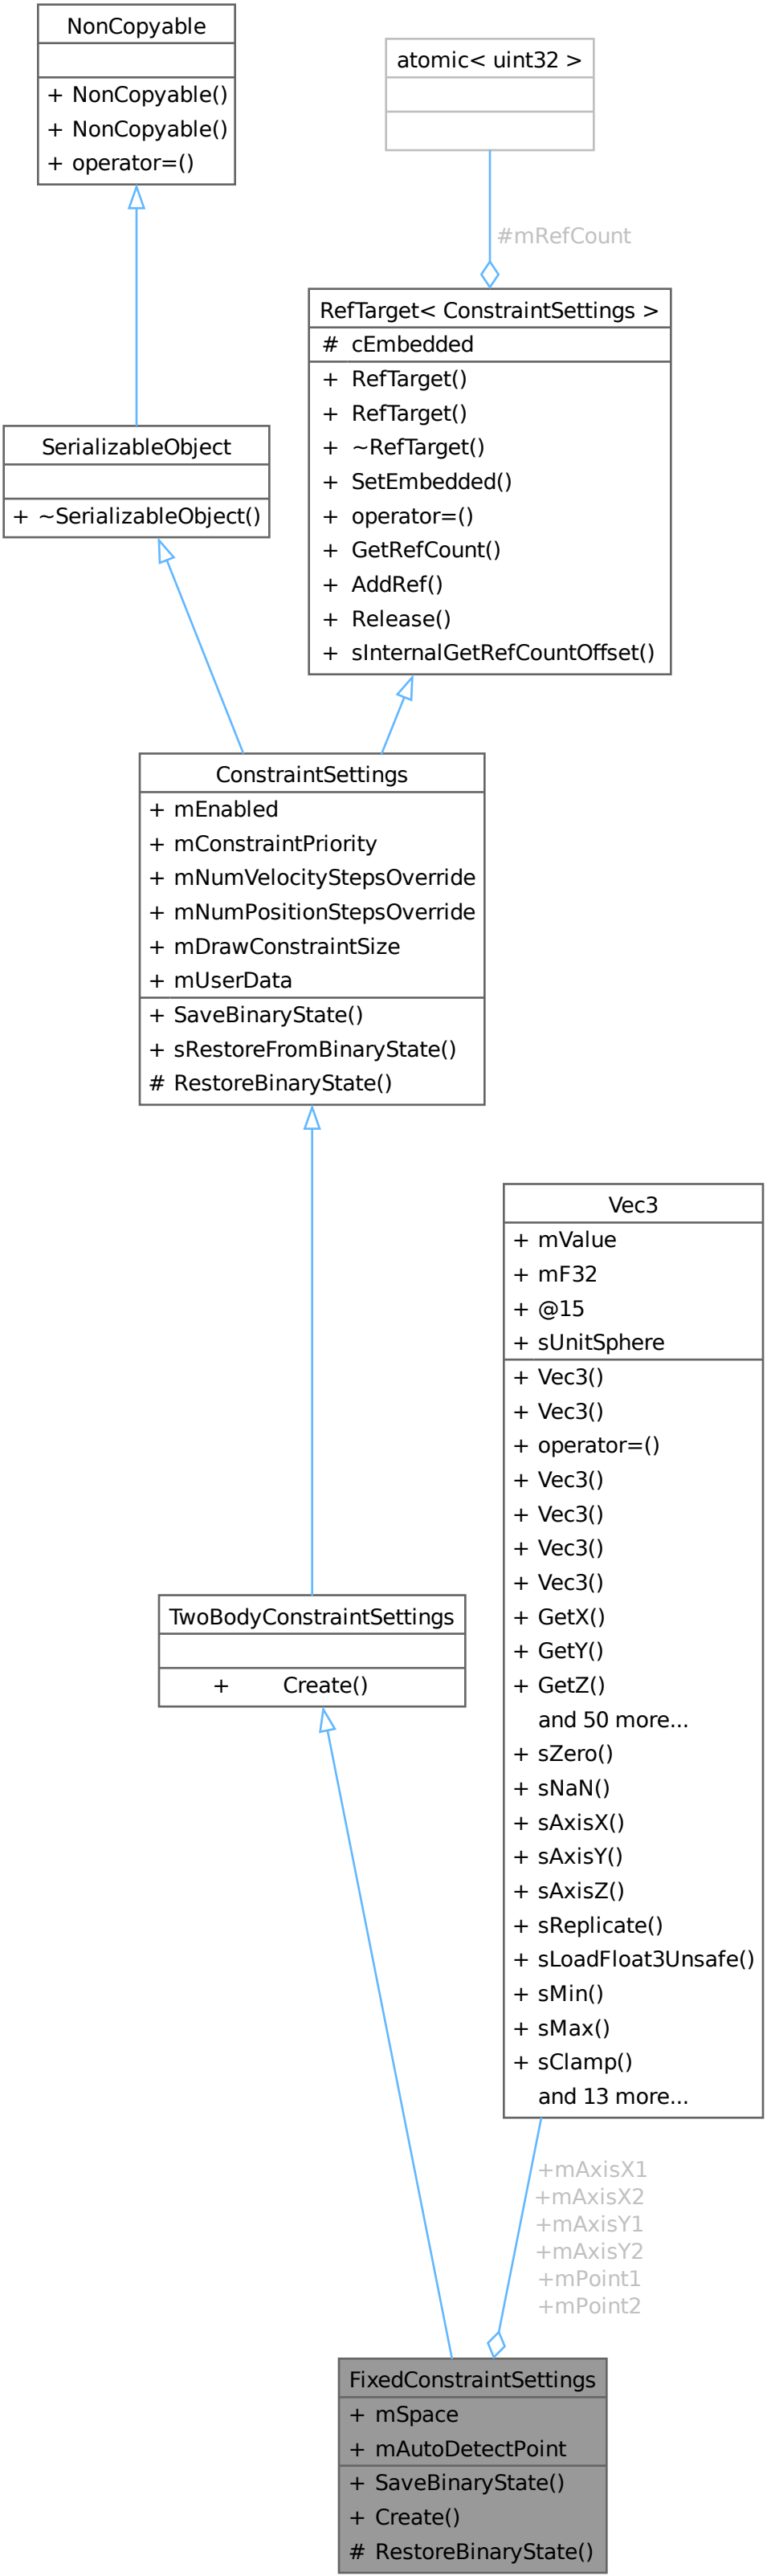 NonCopyable
+ NonCopyable()
+ NonCopyable()
+ operator=()
atomic< uint32 >
#mRefCount
RefTarget< ConstraintSettings >
# cEmbedded
+ RefTarget()
+ RefTarget()
+ ~RefTarget()
+ SetEmbedded()
+ operator=()
+ GetRefCount()
+ AddRef()
+ Release()
+ sInternalGetRefCountOffset()
SerializableObject
+ ~SerializableObject()
ConstraintSettings
+ mEnabled
+ mConstraintPriority
+ mNumVelocityStepsOverride
+ mNumPositionStepsOverride
+ mDrawConstraintSize
+ mUserData
+ SaveBinaryState()
+ sRestoreFromBinaryState()
# RestoreBinaryState()
Vec3
+ mValue
+ mF32
+ @15
+ sUnitSphere
+ Vec3()
+ Vec3()
+ operator=()
+ Vec3()
+ Vec3()
+ Vec3()
+ Vec3()
+ GetX()
+ GetY()
+ GetZ()
and 50 more...
+ sZero()
+ sNaN()
+ sAxisX()
+ sAxisY()
+ sAxisZ()
+ sReplicate()
+ sLoadFloat3Unsafe()
+ sMin()
+ sMax()
+ sClamp()
and 13 more...
TwoBodyConstraintSettings
+ Create()
+mAxisX1
+mAxisX2
+mAxisY1
+mAxisY2
+mPoint1
+mPoint2
FixedConstraintSettings
+ mSpace
+ mAutoDetectPoint
+ SaveBinaryState()
+ Create()
# RestoreBinaryState()